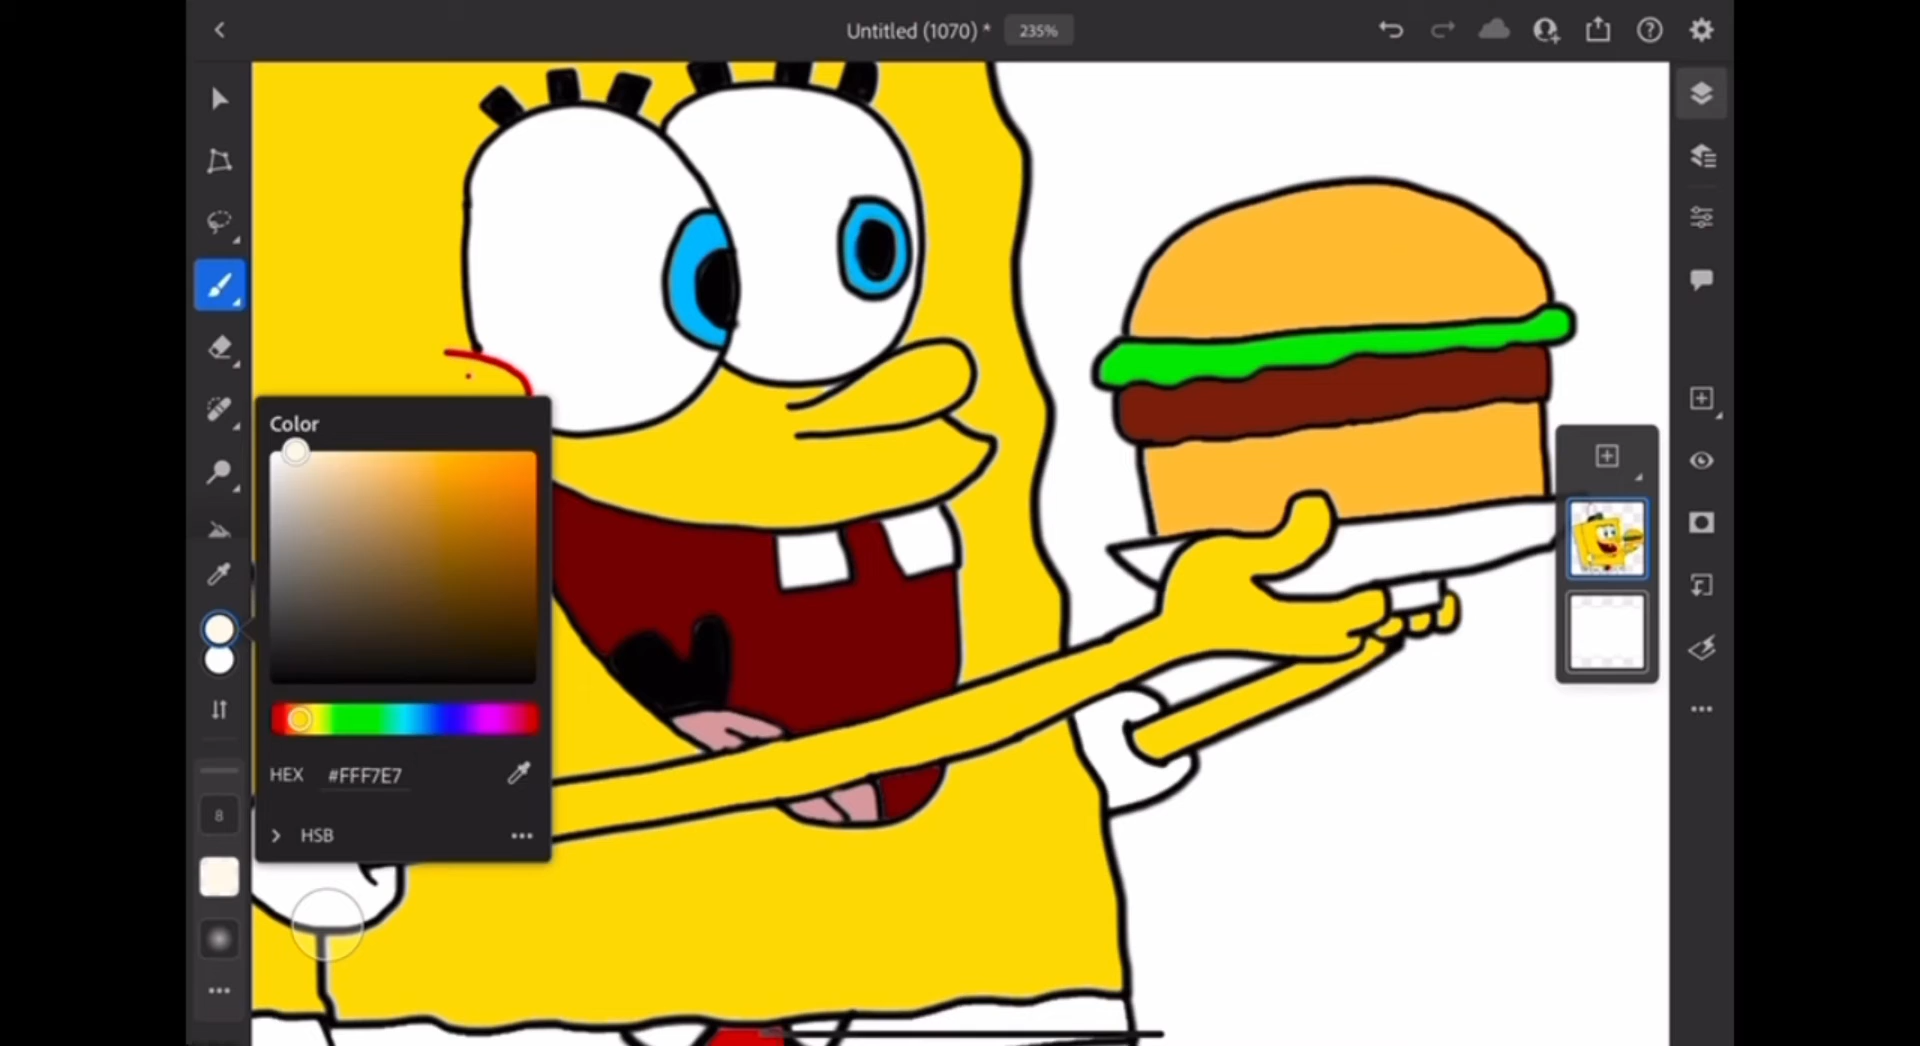 Untitled (1070) *
235%
Color
HEX #FFF7E7
HSB
8